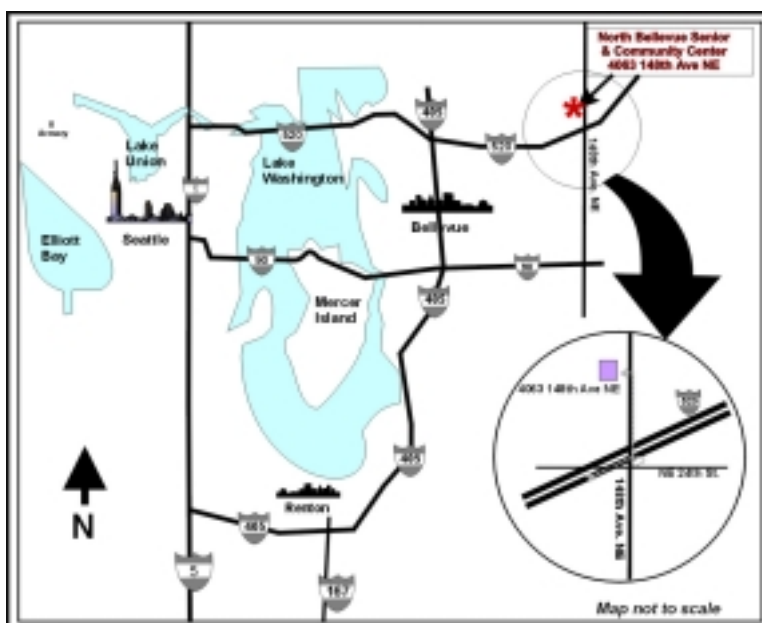 North Bellevue Senior
& Community Center
4063 148th Ave NE
405
Armory
Lake
Union
520
520
Lake
Washington
148th Ave. NE
5
Elliott
Bay
Seattle
Bellevue
90
90
Mercer
Island
405
4063 148th Ave NE
520
NE 24th St.
148th Ave. NE
405
N
Renton
405
5
167
Map not to scale